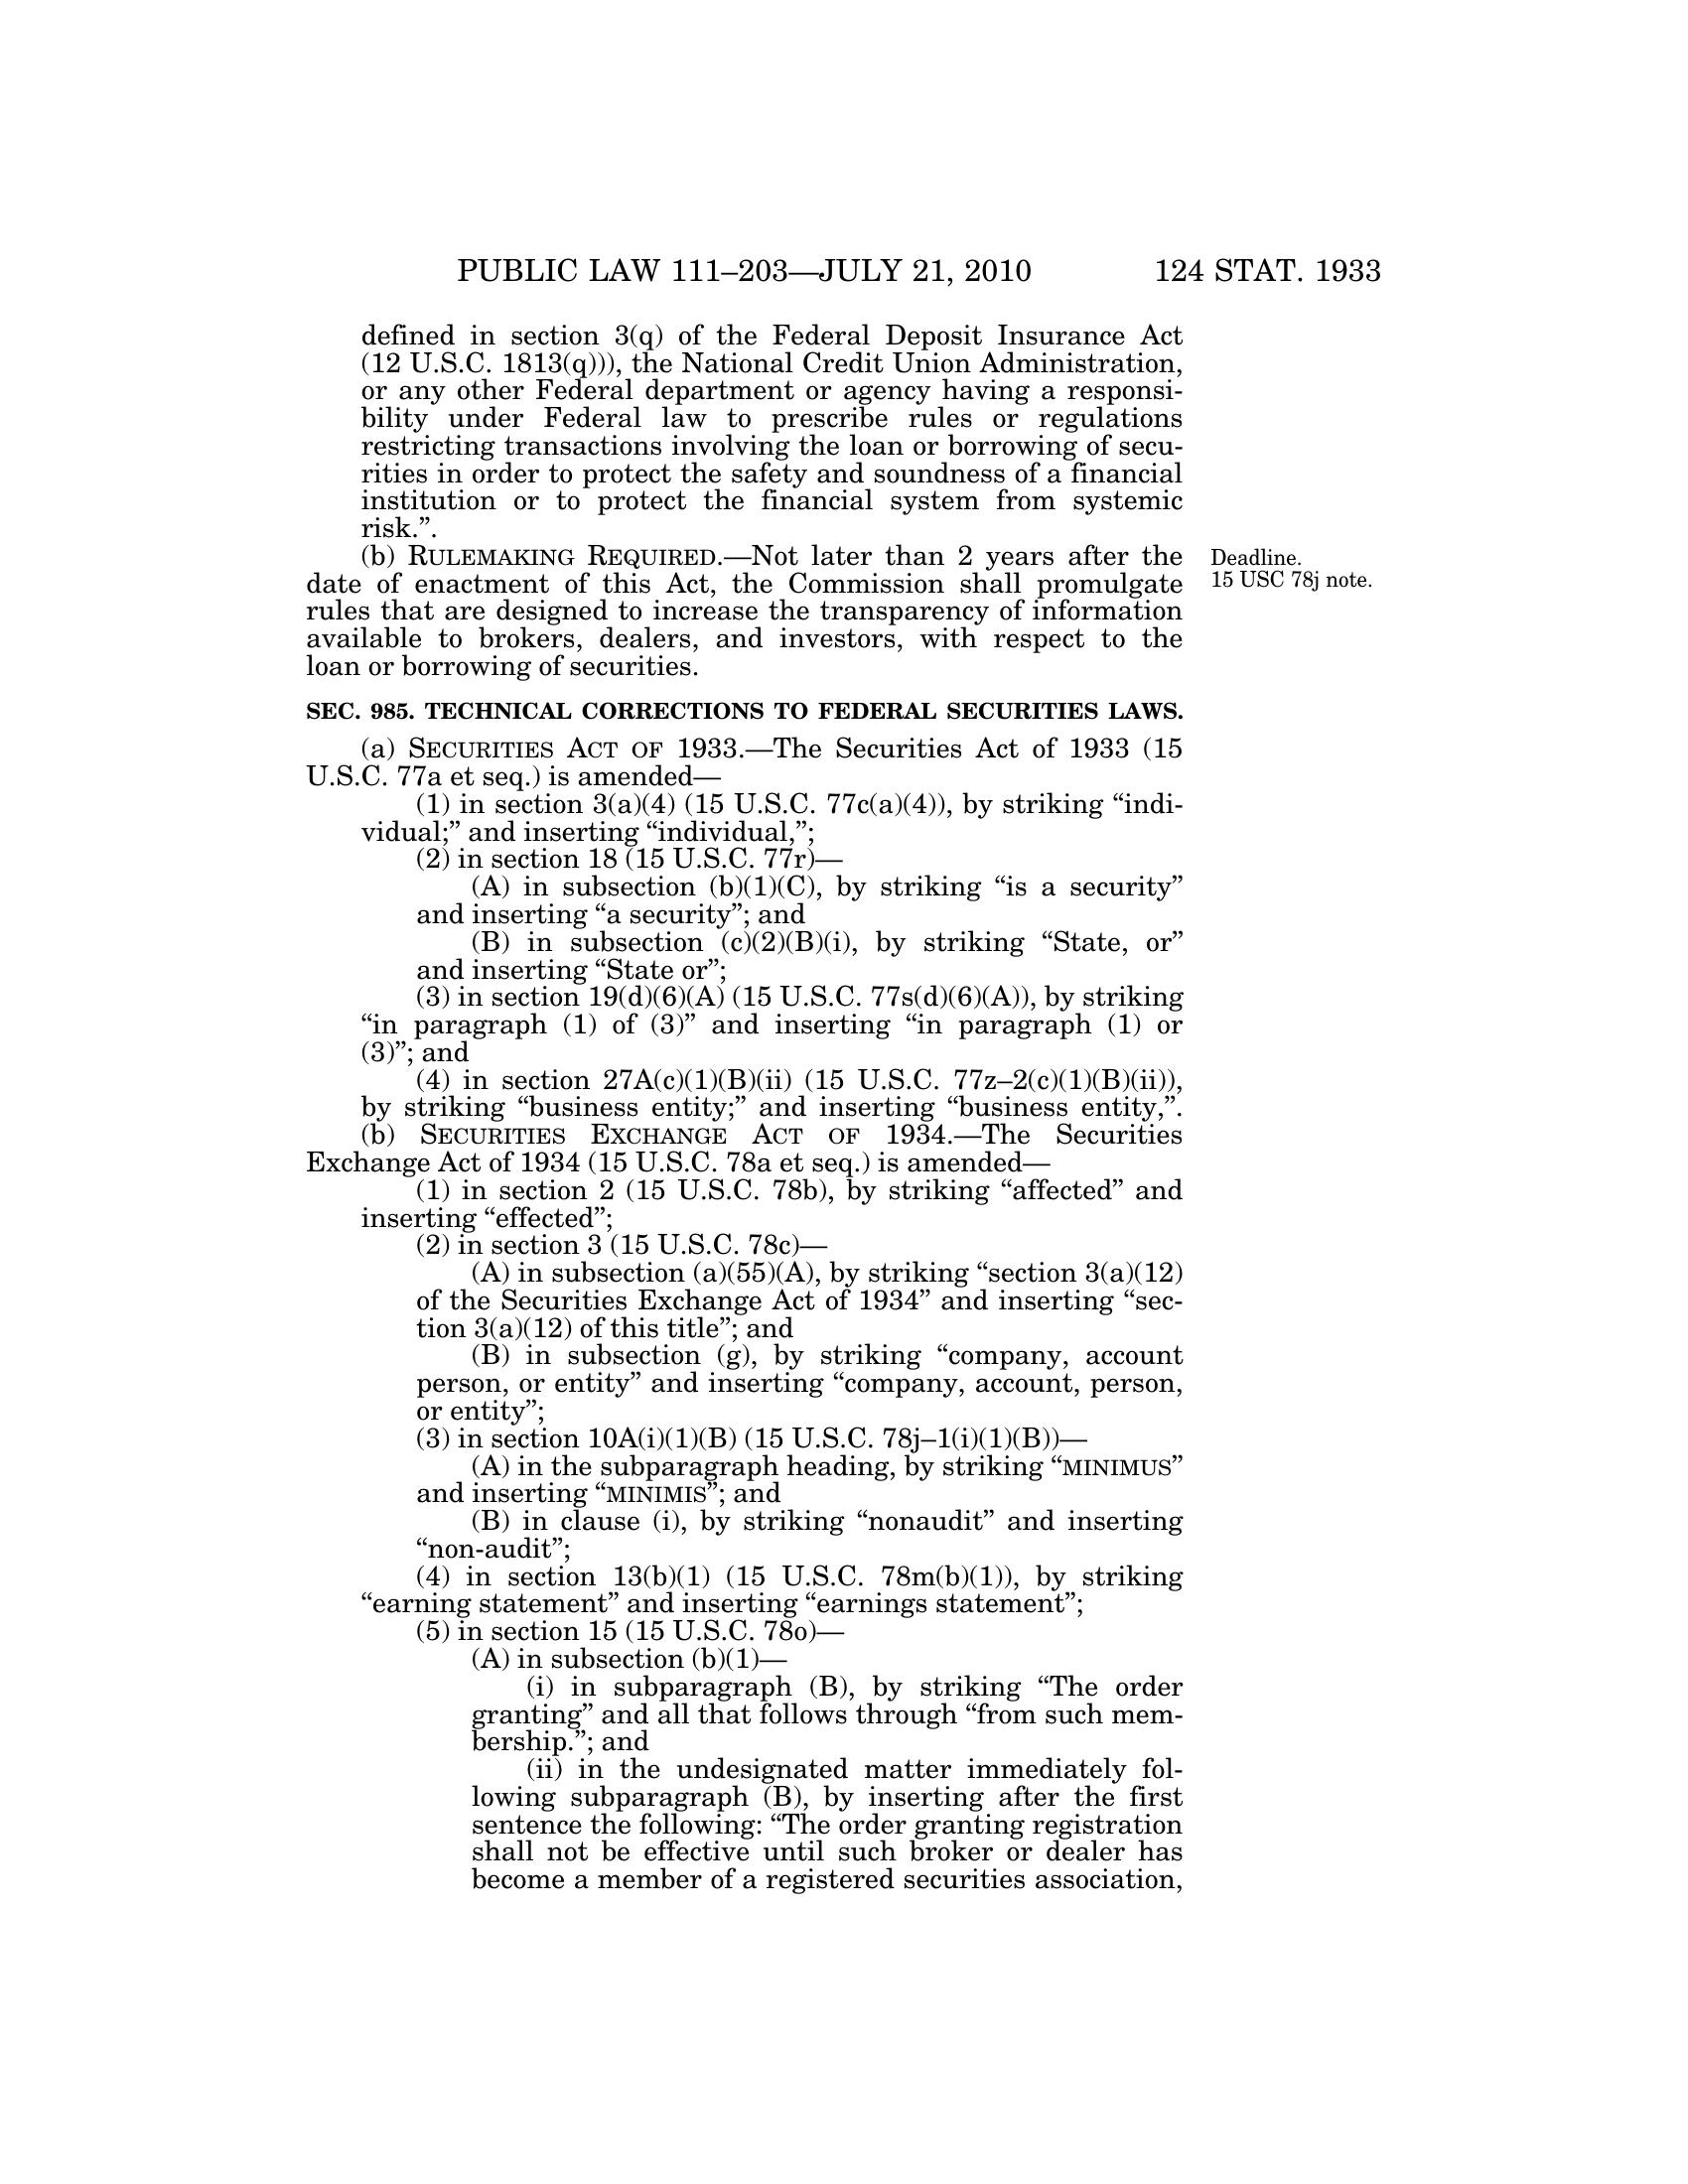 PUBLIC LAW 111–203—JULY 21, 2010 124 STAT. 1933
defined in section 3(q) of the Federal Deposit Insurance Act
(12 U.S.C. 1813(q))), the National Credit Union Administration,
or any other Federal department or agency having a responsi-
bility under Federal law to prescribe rules or regulations
restricting transactions involving the loan or borrowing of secu-
rities in order to protect the safety and soundness of a financial
institution or to protect the financial system from systemic
risk.”.
(b) RULEMAKING REQUIRED.—Not later than 2 years after the
date of enactment of this Act, the Commission shall promulgate
rules that are designed to increase the transparency of information
available to brokers, dealers, and investors, with respect to the
loan or borrowing of securities.
Deadline.
15 USC 78j note.
SEC. 985. TECHNICAL CORRECTIONS TO FEDERAL SECURITIES LAWS.
(a) SECURITIES ACT OF 1933.—The Securities Act of 1933 (15
U.S.C. 77a et seq.) is amended—
(1) in section 3(a)(4) (15 U.S.C. 77c(a)(4)), by striking “indi-
vidual;” and inserting “individual,”;
(2) in section 18 (15 U.S.C. 77r)—
(A) in subsection (b)(1)(C), by striking “is a security”
and inserting “a security”; and
(B) in subsection (c)(2)(B)(i), by striking “State, or”
and inserting “State or”;
(3) in section 19(d)(6)(A) (15 U.S.C. 77s(d)(6)(A)), by striking
“in paragraph (1) of (3)” and inserting “in paragraph (1) or
(3)”; and
(4) in section 27A(c)(1)(B)(ii) (15 U.S.C. 77z–2(c)(1)(B)(ii)),
by striking “business entity;” and inserting “business entity,”.
(b) SECURITIES EXCHANGE ACT OF 1934.—The Securities
Exchange Act of 1934 (15 U.S.C. 78a et seq.) is amended—
(1) in section 2 (15 U.S.C. 78b), by striking “affected” and
inserting “effected”;
(2) in section 3 (15 U.S.C. 78c)—
(A) in subsection (a)(55)(A), by striking “section 3(a)(12)
of the Securities Exchange Act of 1934” and inserting “sec-
tion 3(a)(12) of this title”; and
(B) in subsection (g), by striking “company, account
person, or entity” and inserting “company, account, person,
or entity”;
(3) in section 10A(i)(1)(B) (15 U.S.C. 78j–1(i)(1)(B))—
(A) in the subparagraph heading, by striking “MINIMUS”
and inserting “MINIMIS”; and
(B) in clause (i), by striking “nonaudit” and inserting
“non-audit”;
(4) in section 13(b)(1) (15 U.S.C. 78m(b)(1)), by striking
“earning statement” and inserting “earnings statement”;
(5) in section 15 (15 U.S.C. 78o)—
(A) in subsection (b)(1)—
(i) in subparagraph (B), by striking “The order
granting” and all that follows through “from such mem-
bership.”; and
(ii) in the undesignated matter immediately fol-
lowing subparagraph (B), by inserting after the first
sentence the following: “The order granting registration
shall not be effective until such broker or dealer has
become a member of a registered securities association,